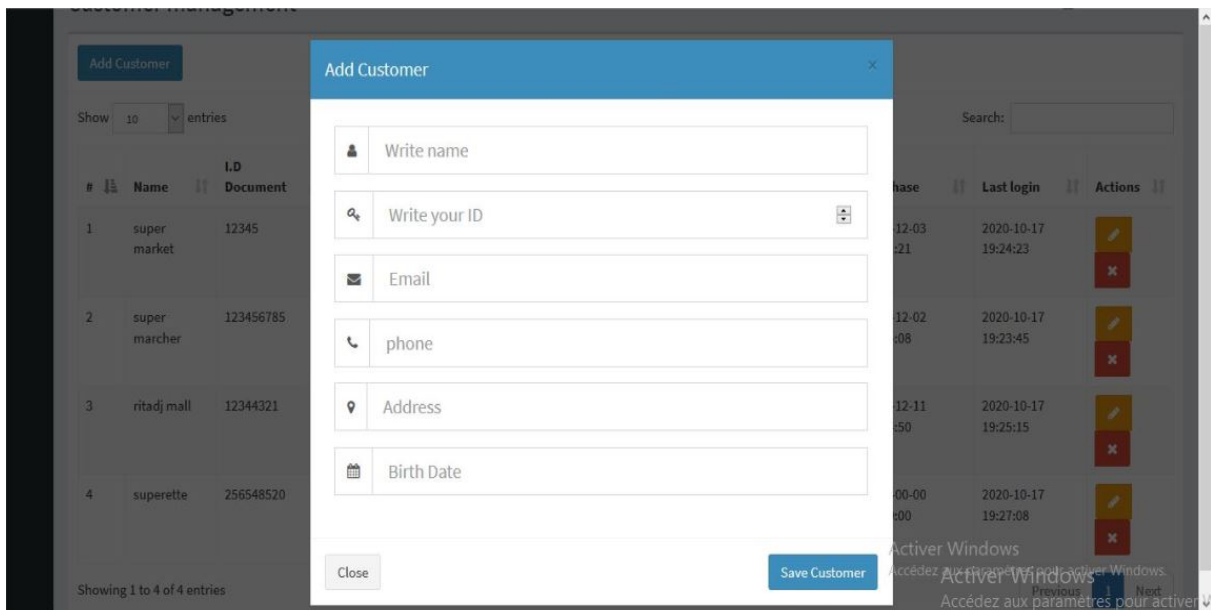 customer management
Add Customer
Show 10 entries
Search:
# Name I.D Document hase Last login Actions
1 super market 12345 -12-03 :21 2020-10-17 19:24:23
2 super marcher 123456785 -12-02 :08 2020-10-17 19:23:45
3 ritadj mall 12344321 -12-11 :50 2020-10-17 19:25:15
4 superette 256548520 -00-00 :00 2020-10-17 19:27:08
Showing 1 to 4 of 4 entries
Previous 1 Next
Add Customer ×
Write name
Write your ID
Email
phone
Address
Birth Date
Close
Save Customer
Activer Windows
Accédez aux paramètres pour activer Windows.
Activer Windows
Accédez aux paramètres pour activer